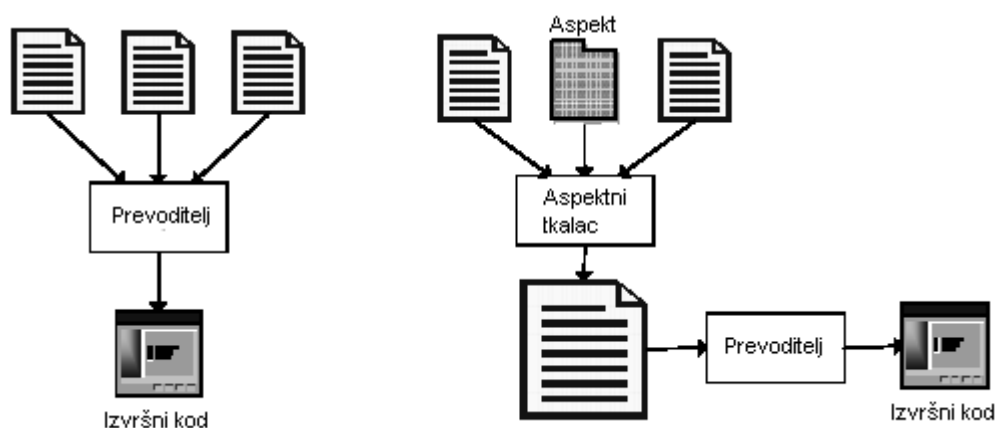 Aspekt
Prevoditelj
Aspektni
tkalac
Prevoditelj
Izvršni kod
Izvršni kod